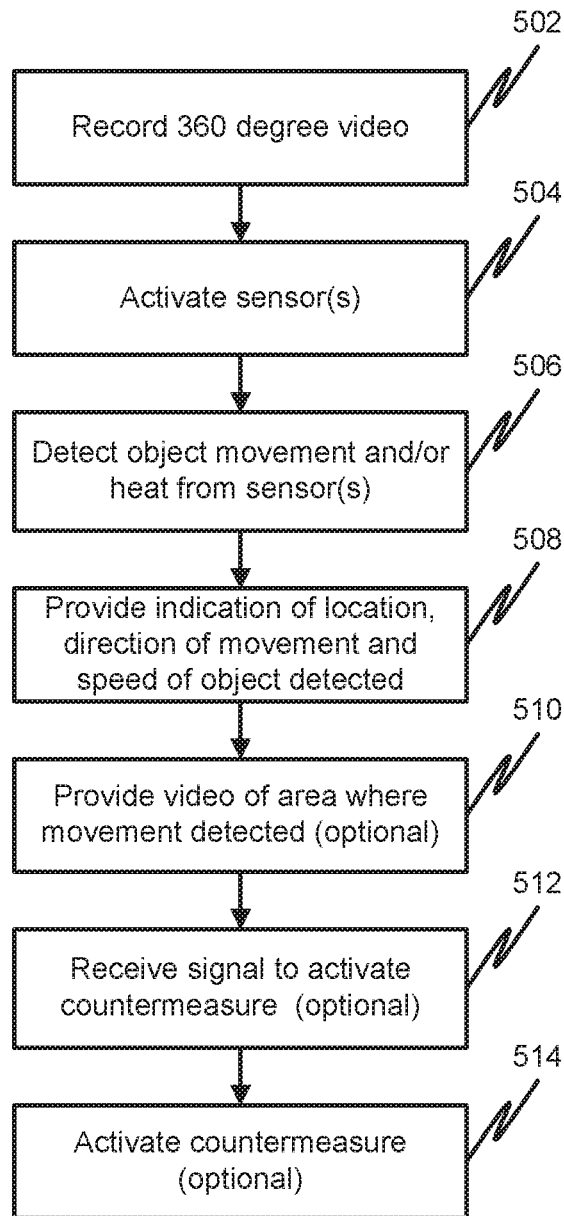 502
Record 360 degree video
504
Activate sensor(s)
506
Detect object movement and/or
heat from sensor(s)
508
Provide indication of location,
direction of movement and
speed of object detected
510
Provide video of area where
movement detected (optional)
512
Receive signal to activate
countermeasure (optional)
514
Activate countermeasure
(optional)